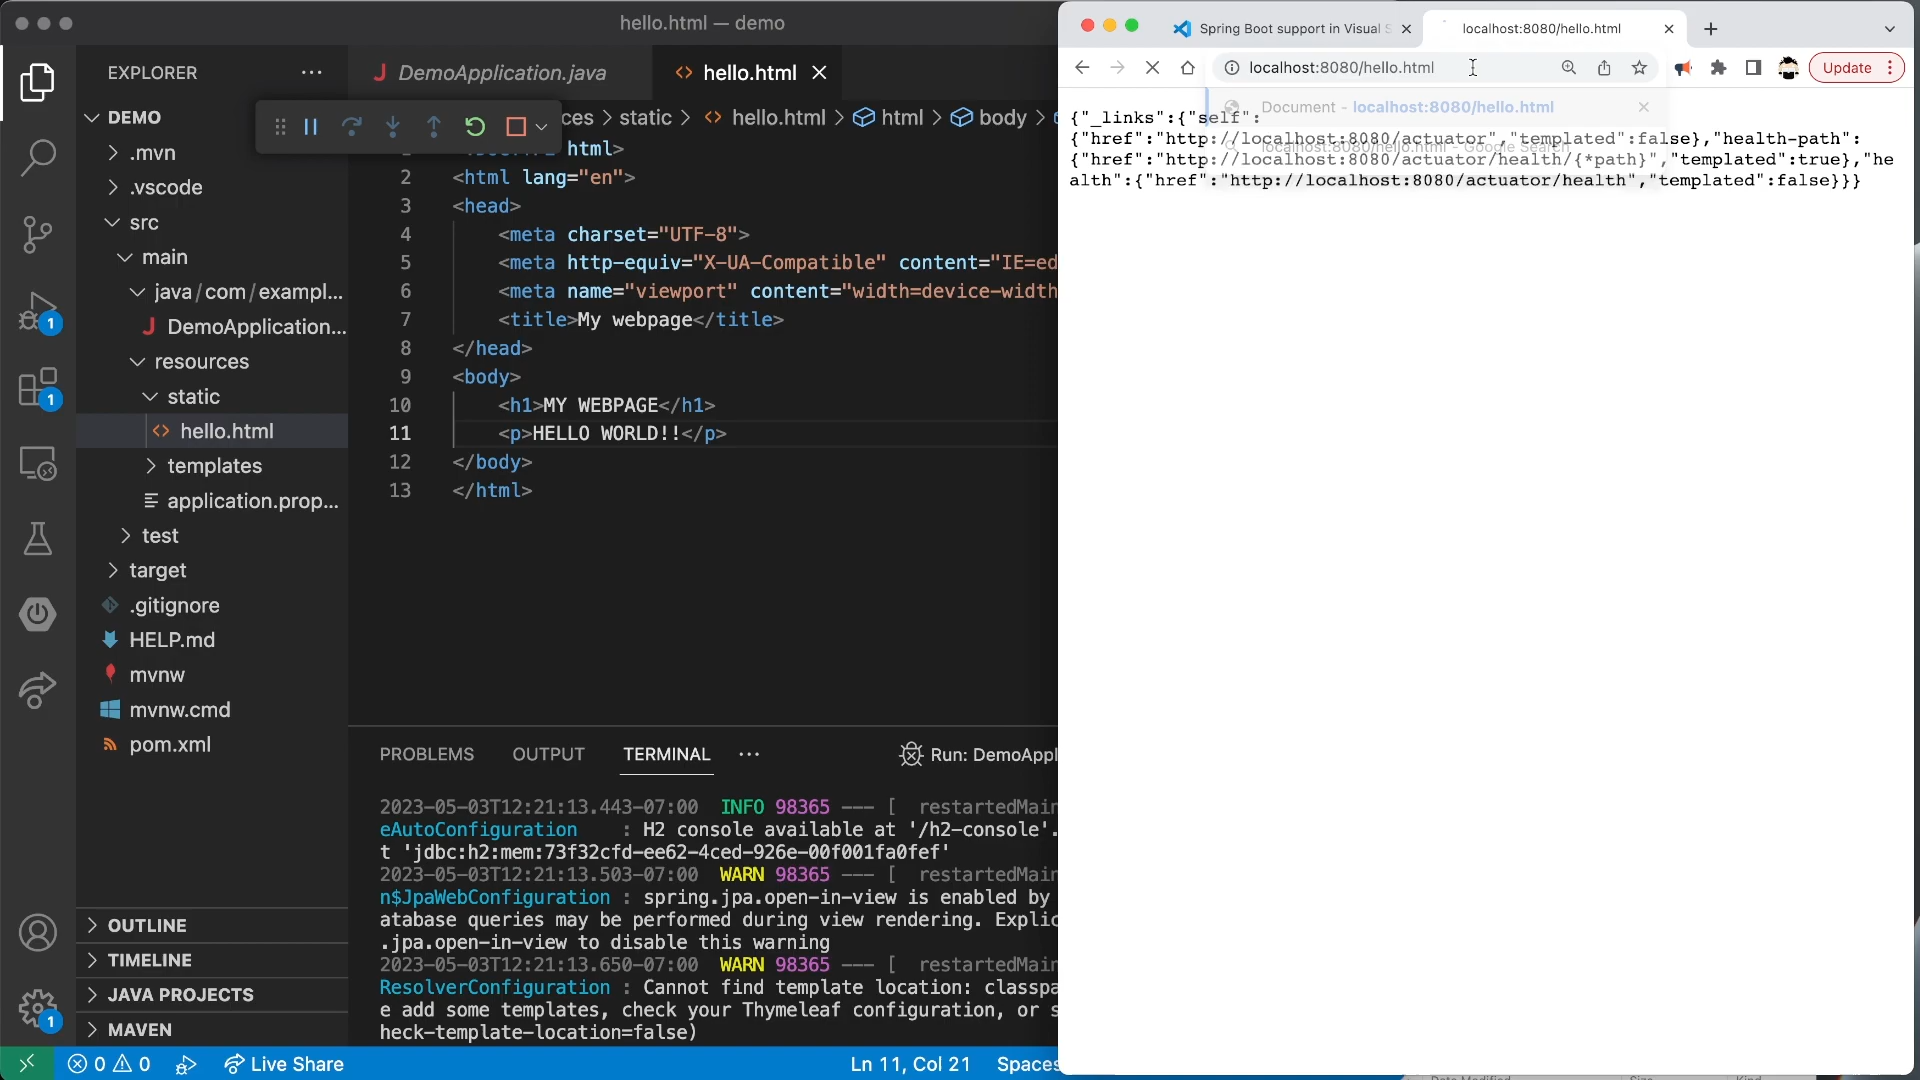 hello.html — demo
EXPLORER
DEMO
.mvn
.vscode
src
main
java/com/exampl...
DemoApplication...
resources
static
hello.html
templates
application.prop...
test
target
.gitignore
HELP.md
mvnw
mvnw.cmd
pom.xml
OUTLINE
TIMELINE
JAVA PROJECTS
MAVEN
1
1
1
DemoApplication.java
hello.html
ces > static > hello.html > html > body >
html>
2 <html lang="en">
3 <head>
4 <meta charset="UTF-8">
5 <meta http-equiv="X-UA-Compatible" content="IE=ed
6 <meta name="viewport" content="width=device-width
7 <title>My webpage</title>
8 </head>
9 <body>
10 <h1>MY WEBPAGE</h1>
11 <p>HELLO WORLD!!</p>
12 </body>
13 </html>
PROBLEMS OUTPUT TERMINAL ··· Run: DemoAppl
2023-05-03T12:21:13.443-07:00 INFO 98365 --- [ restartedMain
eAutoConfiguration : H2 console available at '/h2-console'.
t 'jdbc:h2:mem:73f32cfd-ee62-4ced-926e-00f001fa0fef'
2023-05-03T12:21:13.503-07:00 WARN 98365 --- [ restartedMain
n$JpaWebConfiguration : spring.jpa.open-in-view is enabled by
atabase queries may be performed during view rendering. Explic
.jpa.open-in-view to disable this warning
2023-05-03T12:21:13.650-07:00 WARN 98365 --- [ restartedMain
ResolverConfiguration : Cannot find template location: classpa
e add some templates, check your Thymeleaf configuration, or s
heck-template-location=false)
0 0 Live Share Ln 11, Col 21 Spaces
Spring Boot support in Visual S
localhost:8080/hello.html
localhost:8080/hello.html
Update
Document - localhost:8080/hello.html
localhost:8080/hello.html - Google Search
{"_links":{"self":
{"href":"http://localhost:8080/actuator","templated":false},"health-path":
{"href":"http://localhost:8080/actuator/health/{*path}","templated":true},"he
alth":{"href":"http://localhost:8080/actuator/health","templated":false}}}